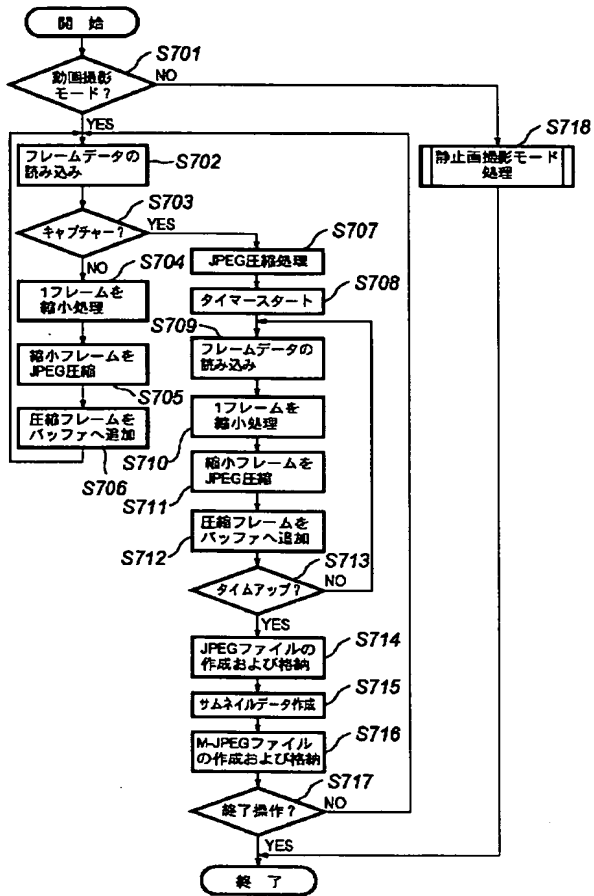 開 始
S701
動画撮影
モード？
NO
YES
S718
静止画撮影モード
処理
フレームデータの
読み込み
S702
S703
キャプチャー？
YES
NO
S704
1フレームを
縮小処理
縮小フレームを
JPEG圧縮
S705
圧縮フレームを
バッファへ追加
S706
S707
JPEG圧縮処理
S708
タイマースタート
S709
フレームデータの
読み込み
1フレームを
縮小処理
S710
縮小フレームを
JPEG圧縮
S711
圧縮フレームを
バッファへ追加
S712
S713
タイムアップ？
NO
YES
S714
JPEGファイルの
作成および格納
S715
サムネイルデータ作成
S716
M-JPEGファイル
の作成および格納
S717
終了操作？
NO
YES
終 了